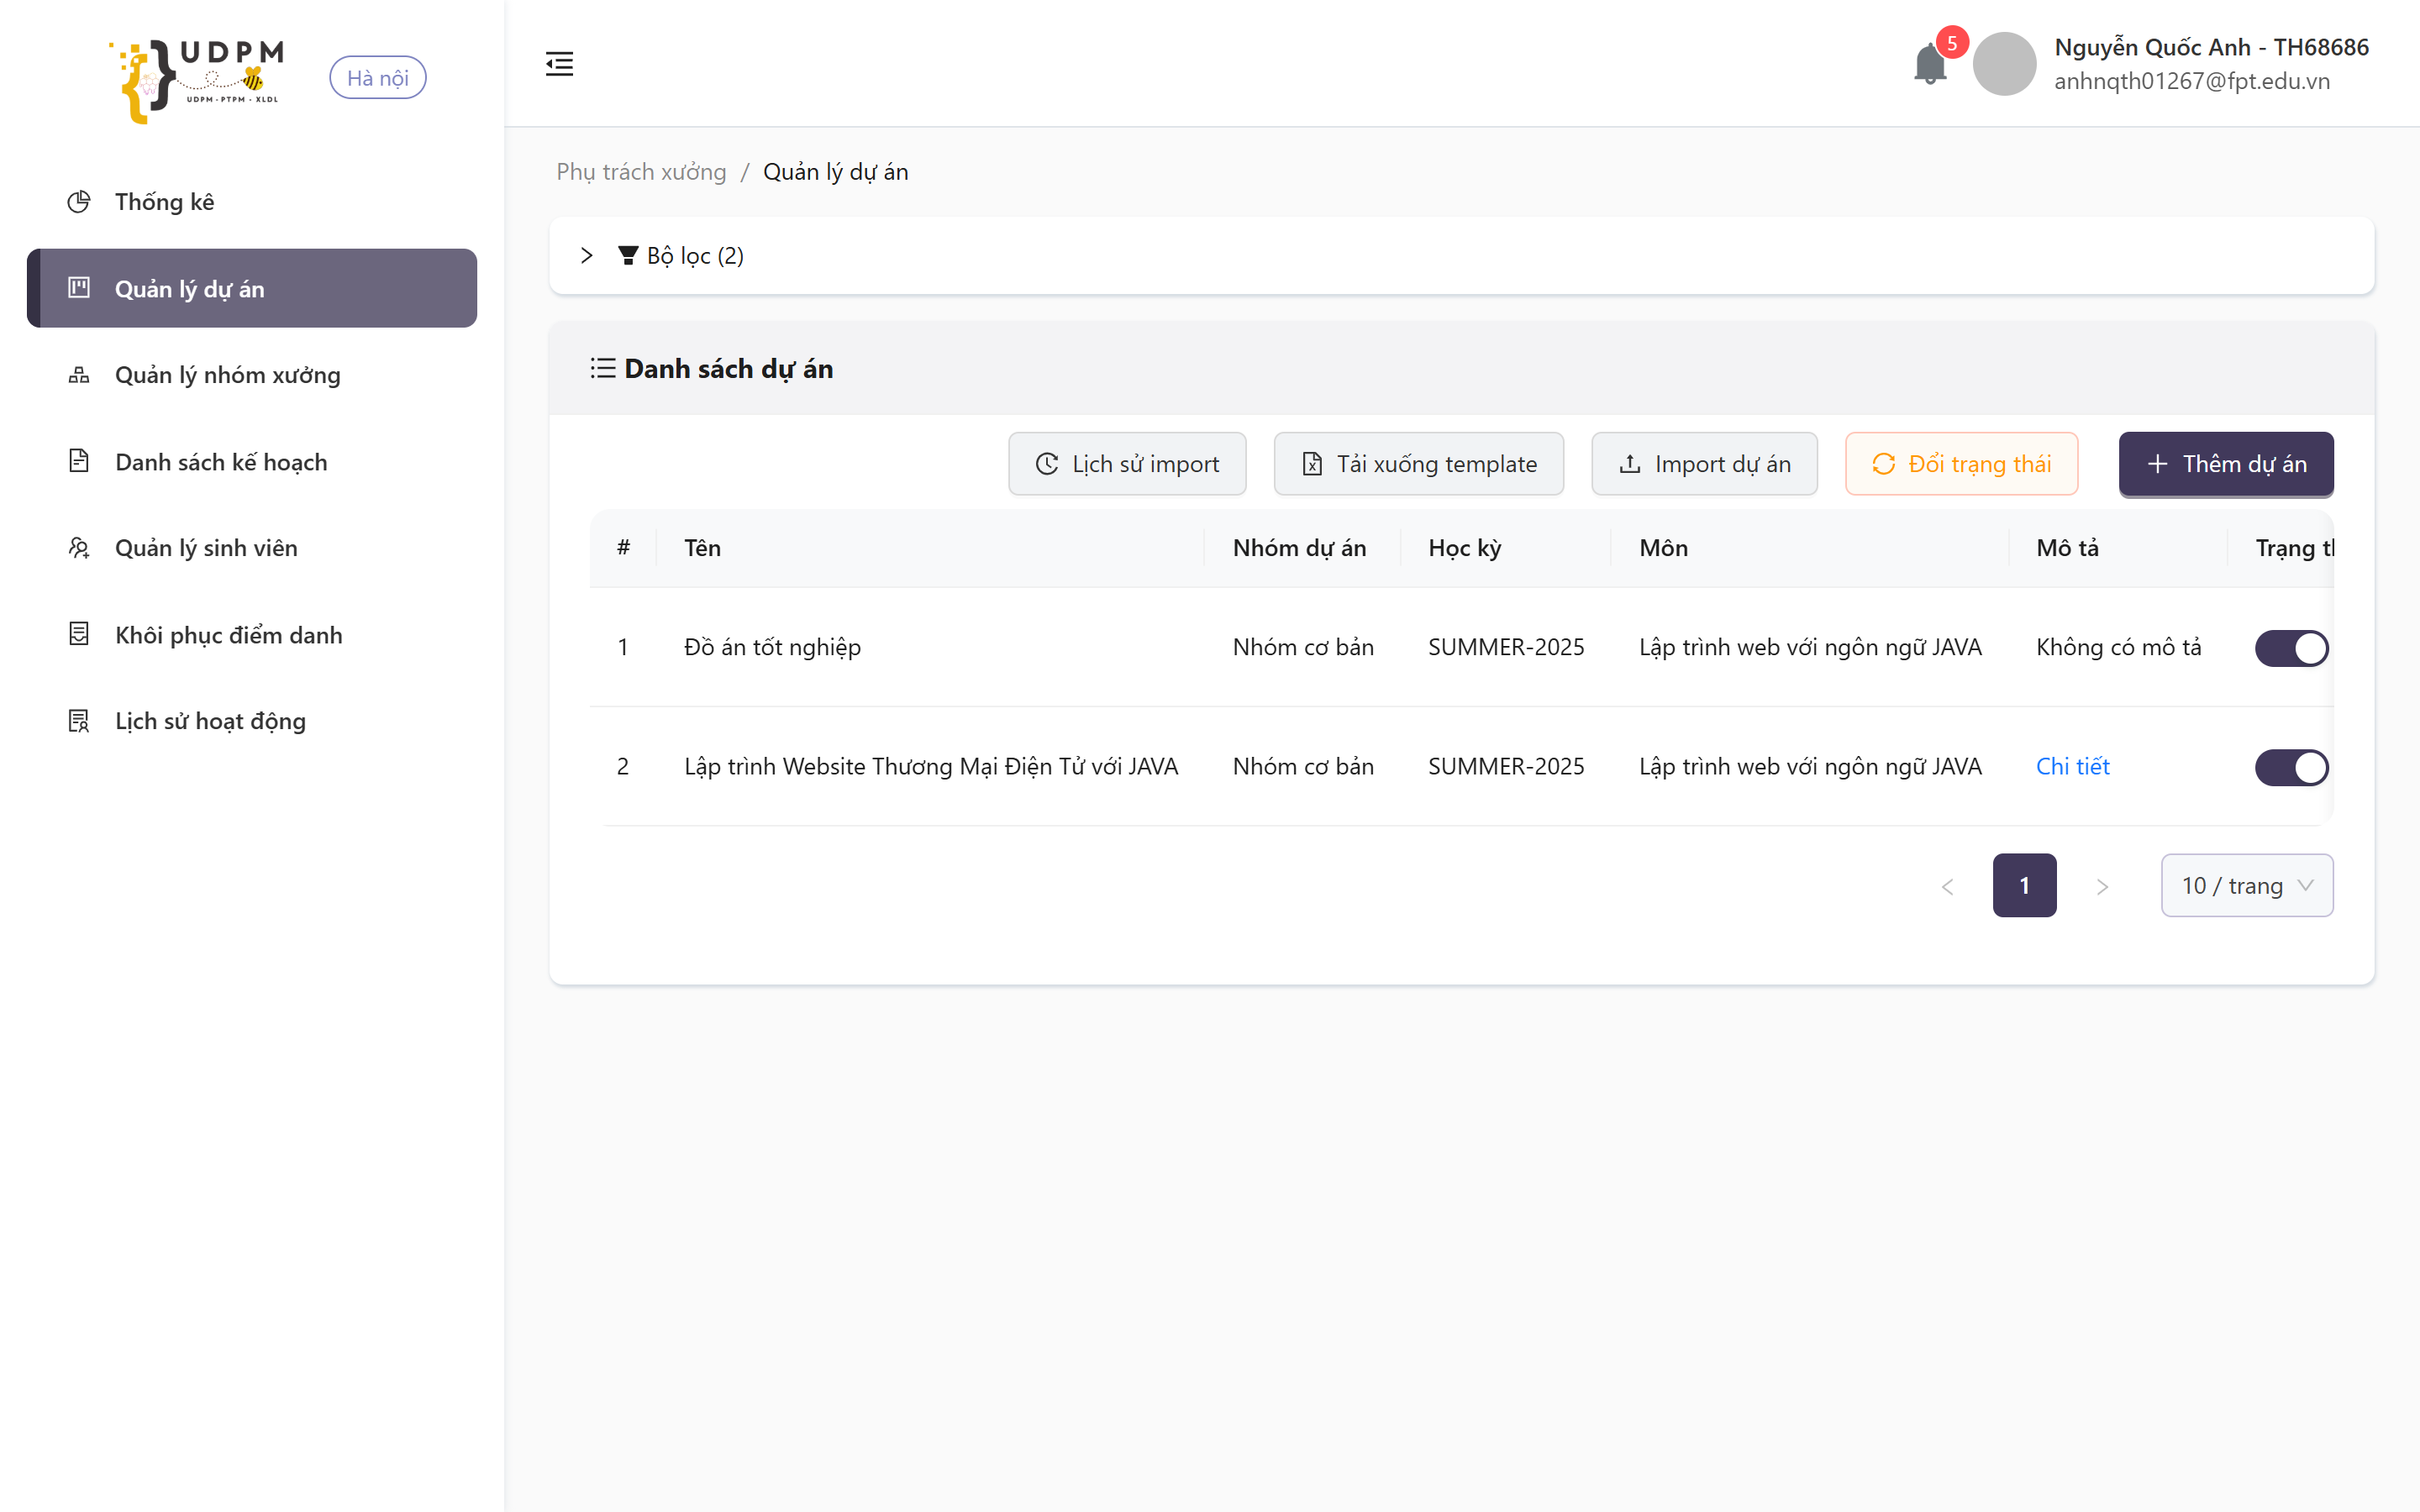 UDPM
UDPM - PTPM - XLDL
Hà nội
5
Nguyễn Quốc Anh - TH68686
anhnqth01267@fpt.edu.vn
Thống kê
Quản lý dự án
Quản lý nhóm xưởng
Danh sách kế hoạch
Quản lý sinh viên
Khôi phục điểm danh
Lịch sử hoạt động
Phụ trách xưởng / Quản lý dự án
Bộ lọc (2)
Danh sách dự án
Lịch sử import Tải xuống template Import dự án Đổi trạng thái Thêm dự án
# Tên Nhóm dự án Học kỳ Môn Mô tả Trạng
1 Đồ án tốt nghiệp Nhóm cơ bản SUMMER-2025 Lập trình web với ngôn ngữ JAVA Không có mô tả
2 Lập trình Website Thương Mại Điện Tử với JAVA Nhóm cơ bản SUMMER-2025 Lập trình web với ngôn ngữ JAVA Chi tiết
< 1 > 10 / trang